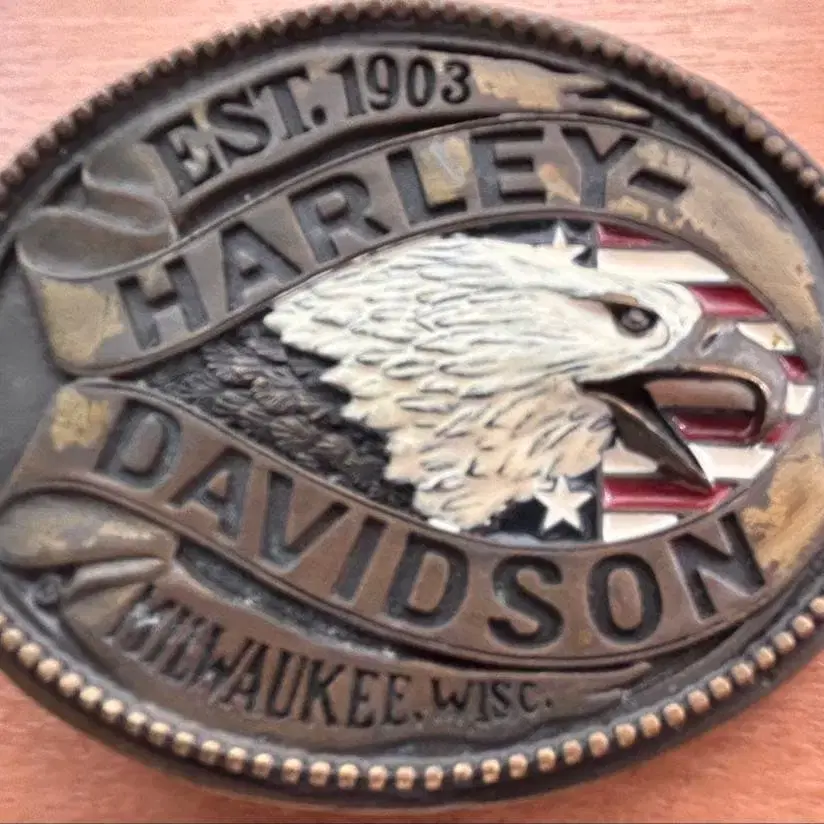 EST. 1903
HARLEY-
DAVIDSON
MILWAUKEE. WISC.